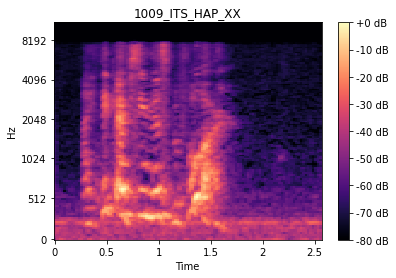 1009_ITS_HAP_XX
+0 dB
8192
-10 dB
4096
-20 dB
-30 dB
2048
Hz
-40 dB
1024
-50 dB
512
-60 dB
-70 dB
0
-80 dB
0 0.5 1 1.5 2 2.5
Time